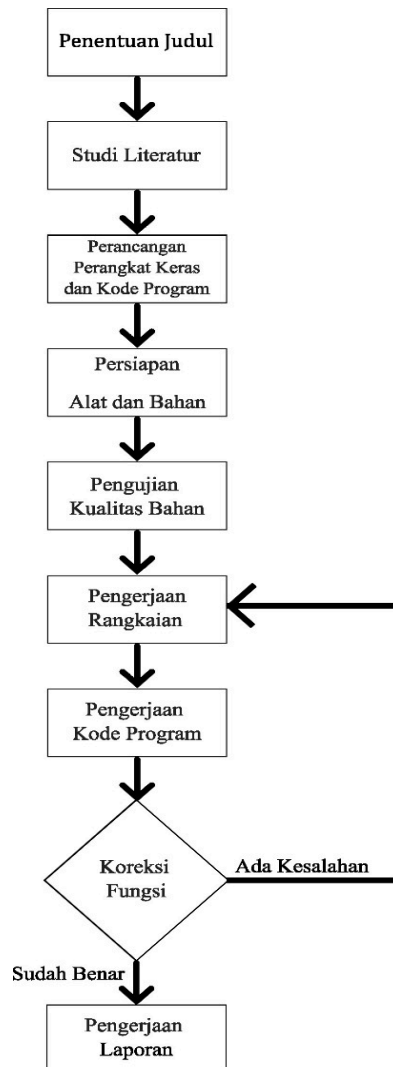 Penentuan Judul
Studi Literatur
Perancangan
Perangkat Keras
dan Kode Program
Persiapan
Alat dan Bahan
Pengujian
Kualitas Bahan
Pengerjaan
Rangkaian
Pengerjaan
Kode Program
Koreksi
Fungsi
Ada Kesalahan
Sudah Benar
Pengerjaan
Laporan